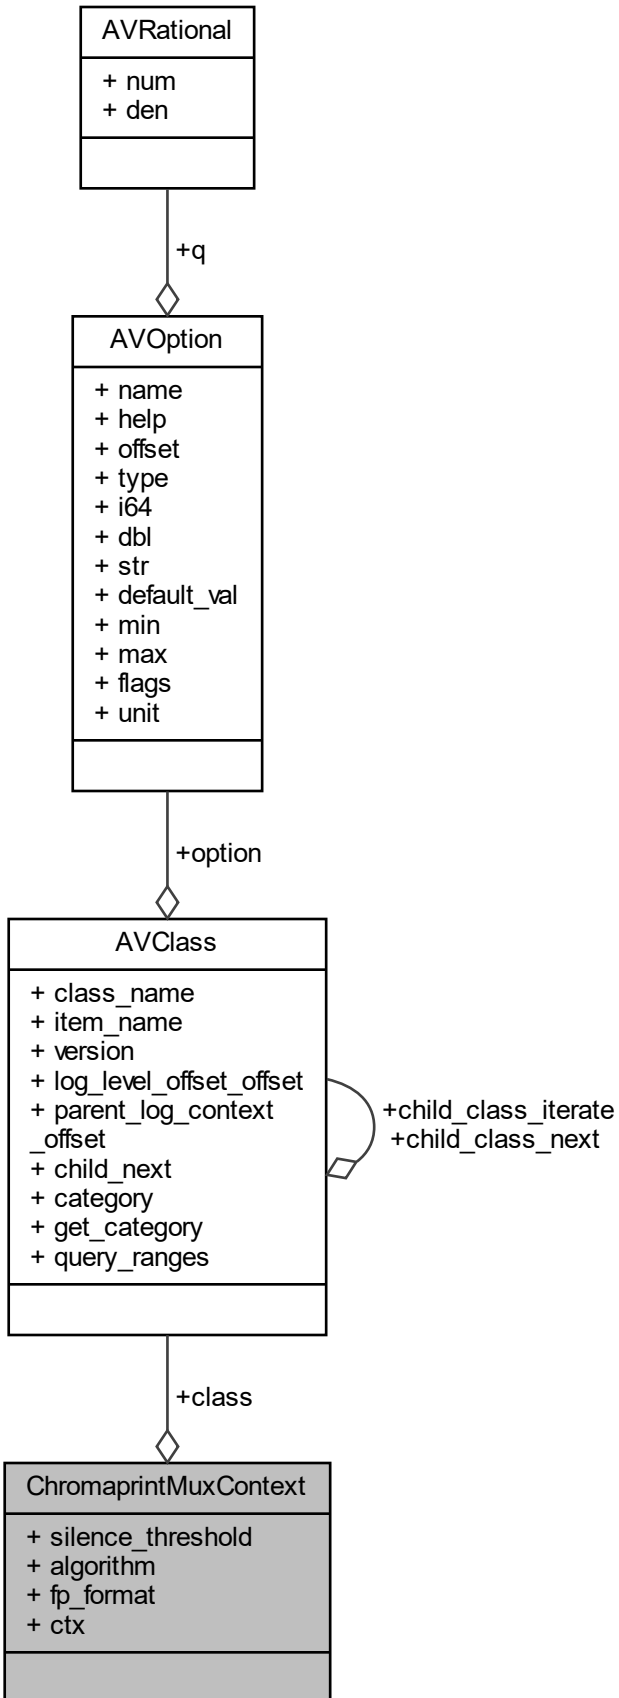 AVRational
+ num
+ den
+q
AVOption
+ name
+ help
+ offset
+ type
+ i64
+ dbl
+ str
+ default_val
+ min
+ max
+ flags
+ unit
+option
AVClass
+ class_name
+ item_name
+ version
+ log_level_offset_offset
+ parent_log_context
_offset
+ child_next
+ category
+ get_category
+ query_ranges
+child_class_iterate
+child_class_next
+class
ChromaprintMuxContext
+ silence_threshold
+ algorithm
+ fp_format
+ ctx